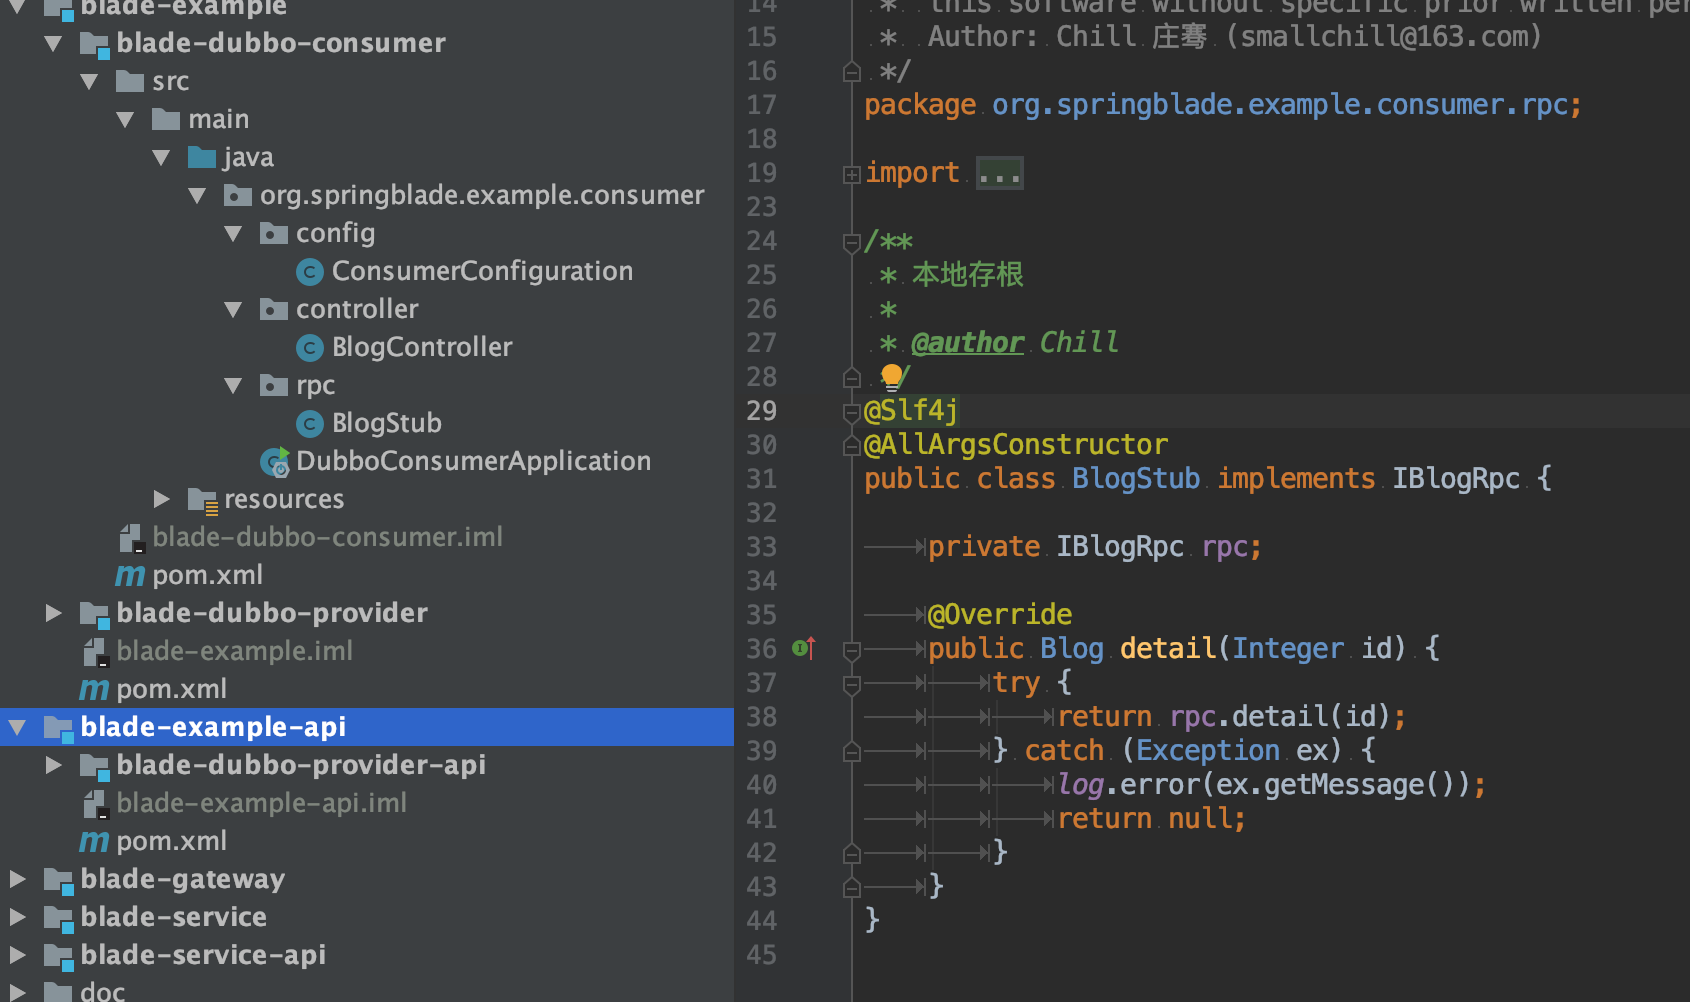 blade-example
blade-dubbo-consumer
src
main
java
org.springblade.example.consumer
config
ConsumerConfiguration
controller
BlogController
rpc
BlogStub
DubboConsumerApplication
resources
blade-dubbo-consumer.iml
pom.xml
blade-dubbo-provider
blade-example.iml
pom.xml
blade-example-api
blade-dubbo-provider-api
blade-example-api.iml
pom.xml
blade-gateway
blade-service
blade-service-api
doc
14 * this software without specific prior written
15 * Author: Chill 庄骞 (smallchill@163.com)
16 */
17 package org.springblade.example.consumer.rpc;
18
19 import ...
23
24 /**
25 * 本地存根
26 *
27 * @author Chill
28 */
29 @Slf4j
30 @AllArgsConstructor
31 public class BlogStub implements IBlogRpc {
32
33 private IBlogRpc rpc;
34
35 @Override
36 public Blog detail(Integer id) {
37 try {
38 return rpc.detail(id);
39 } catch (Exception ex) {
40 log.error(ex.getMessage());
41 return null;
42 }
43 }
44 }
45